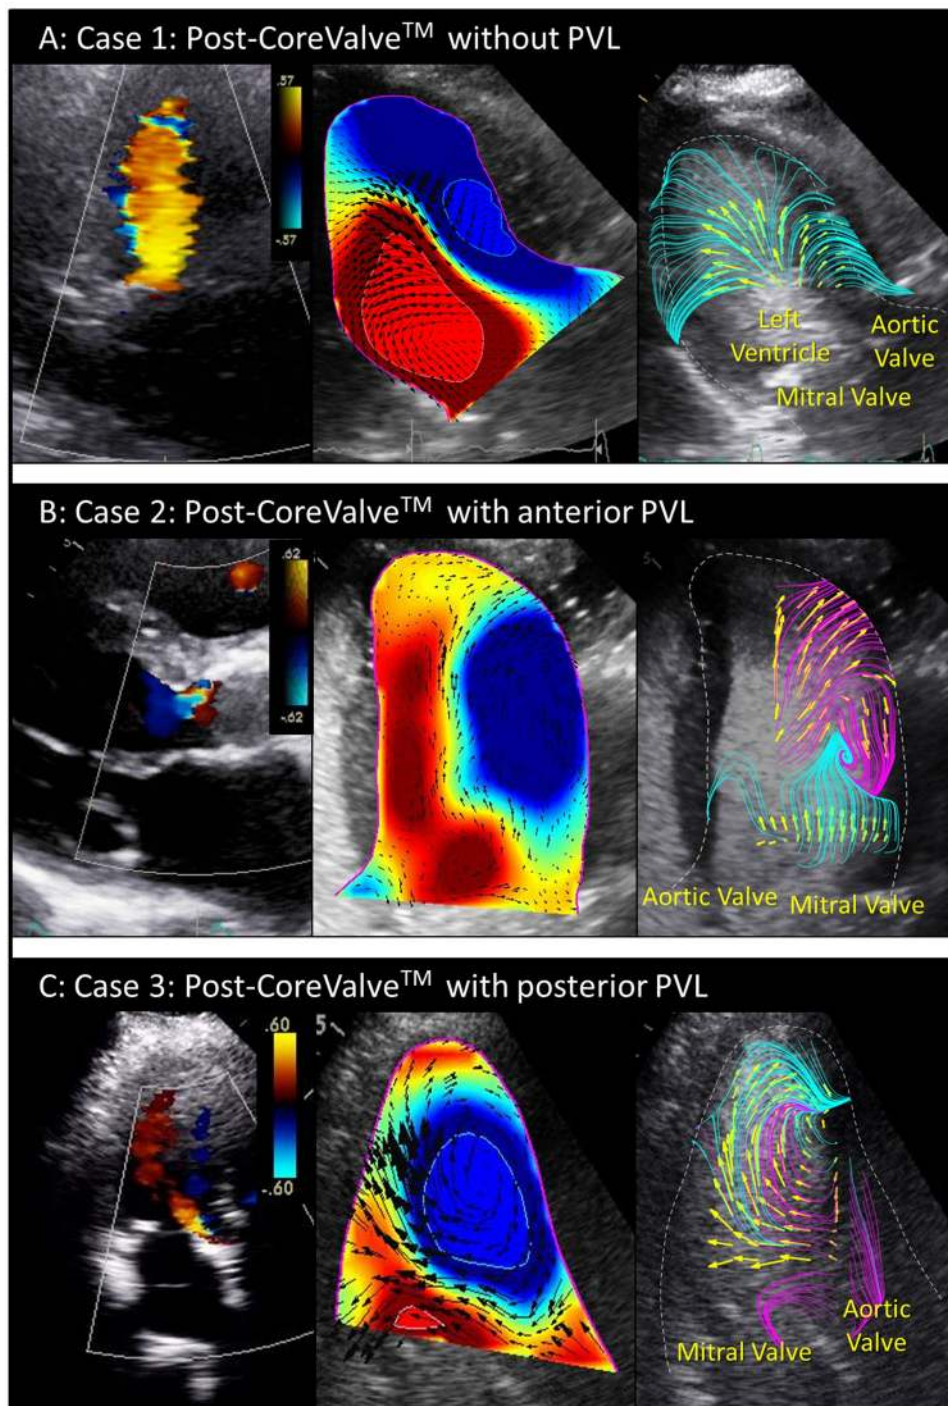 A: Case 1: Post-CoreValve™ without PVL
.57
-.57
Left
Ventricle
Aortic
Valve
Mitral Valve
B: Case 2: Post-CoreValve™ with anterior PVL
5
.62
-.62
5
Aortic Valve
Mitral Valve
C: Case 3: Post-CoreValve™ with posterior PVL
.60
-.60
5
Aortic
Valve
Mitral Valve